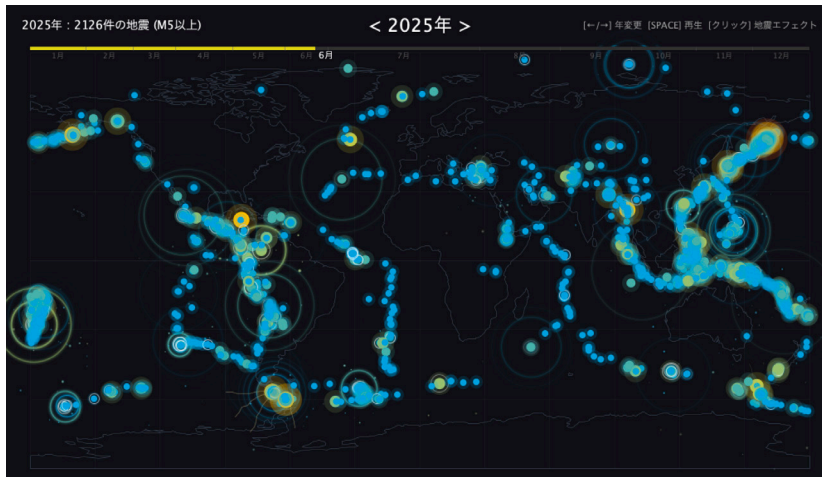 2025年：2126件の地震 (M5以上)
< 2025年 >
[←/→] 年変更 [SPACE] 再生 [クリック] 地震エフェクト
1月 2月 3月 4月 5月 6月 6月 7月 8月 9月 10月 11月 12月